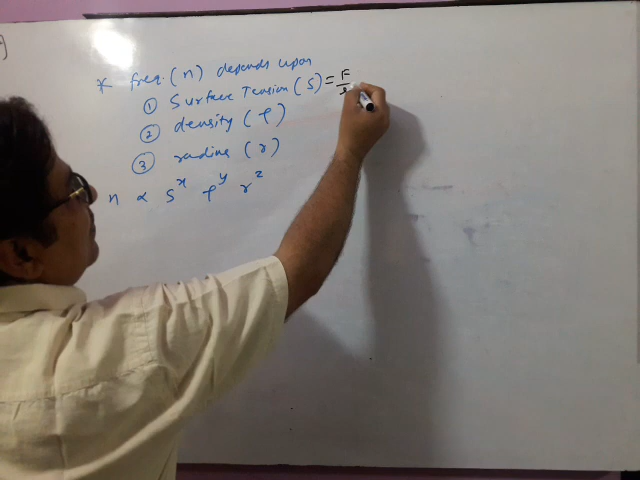 * freq. (n) depends upon
① Surface Tension (S) = F/l
② density (ρ)
③ radius (r)
n ∝ S^x ρ^y r^z